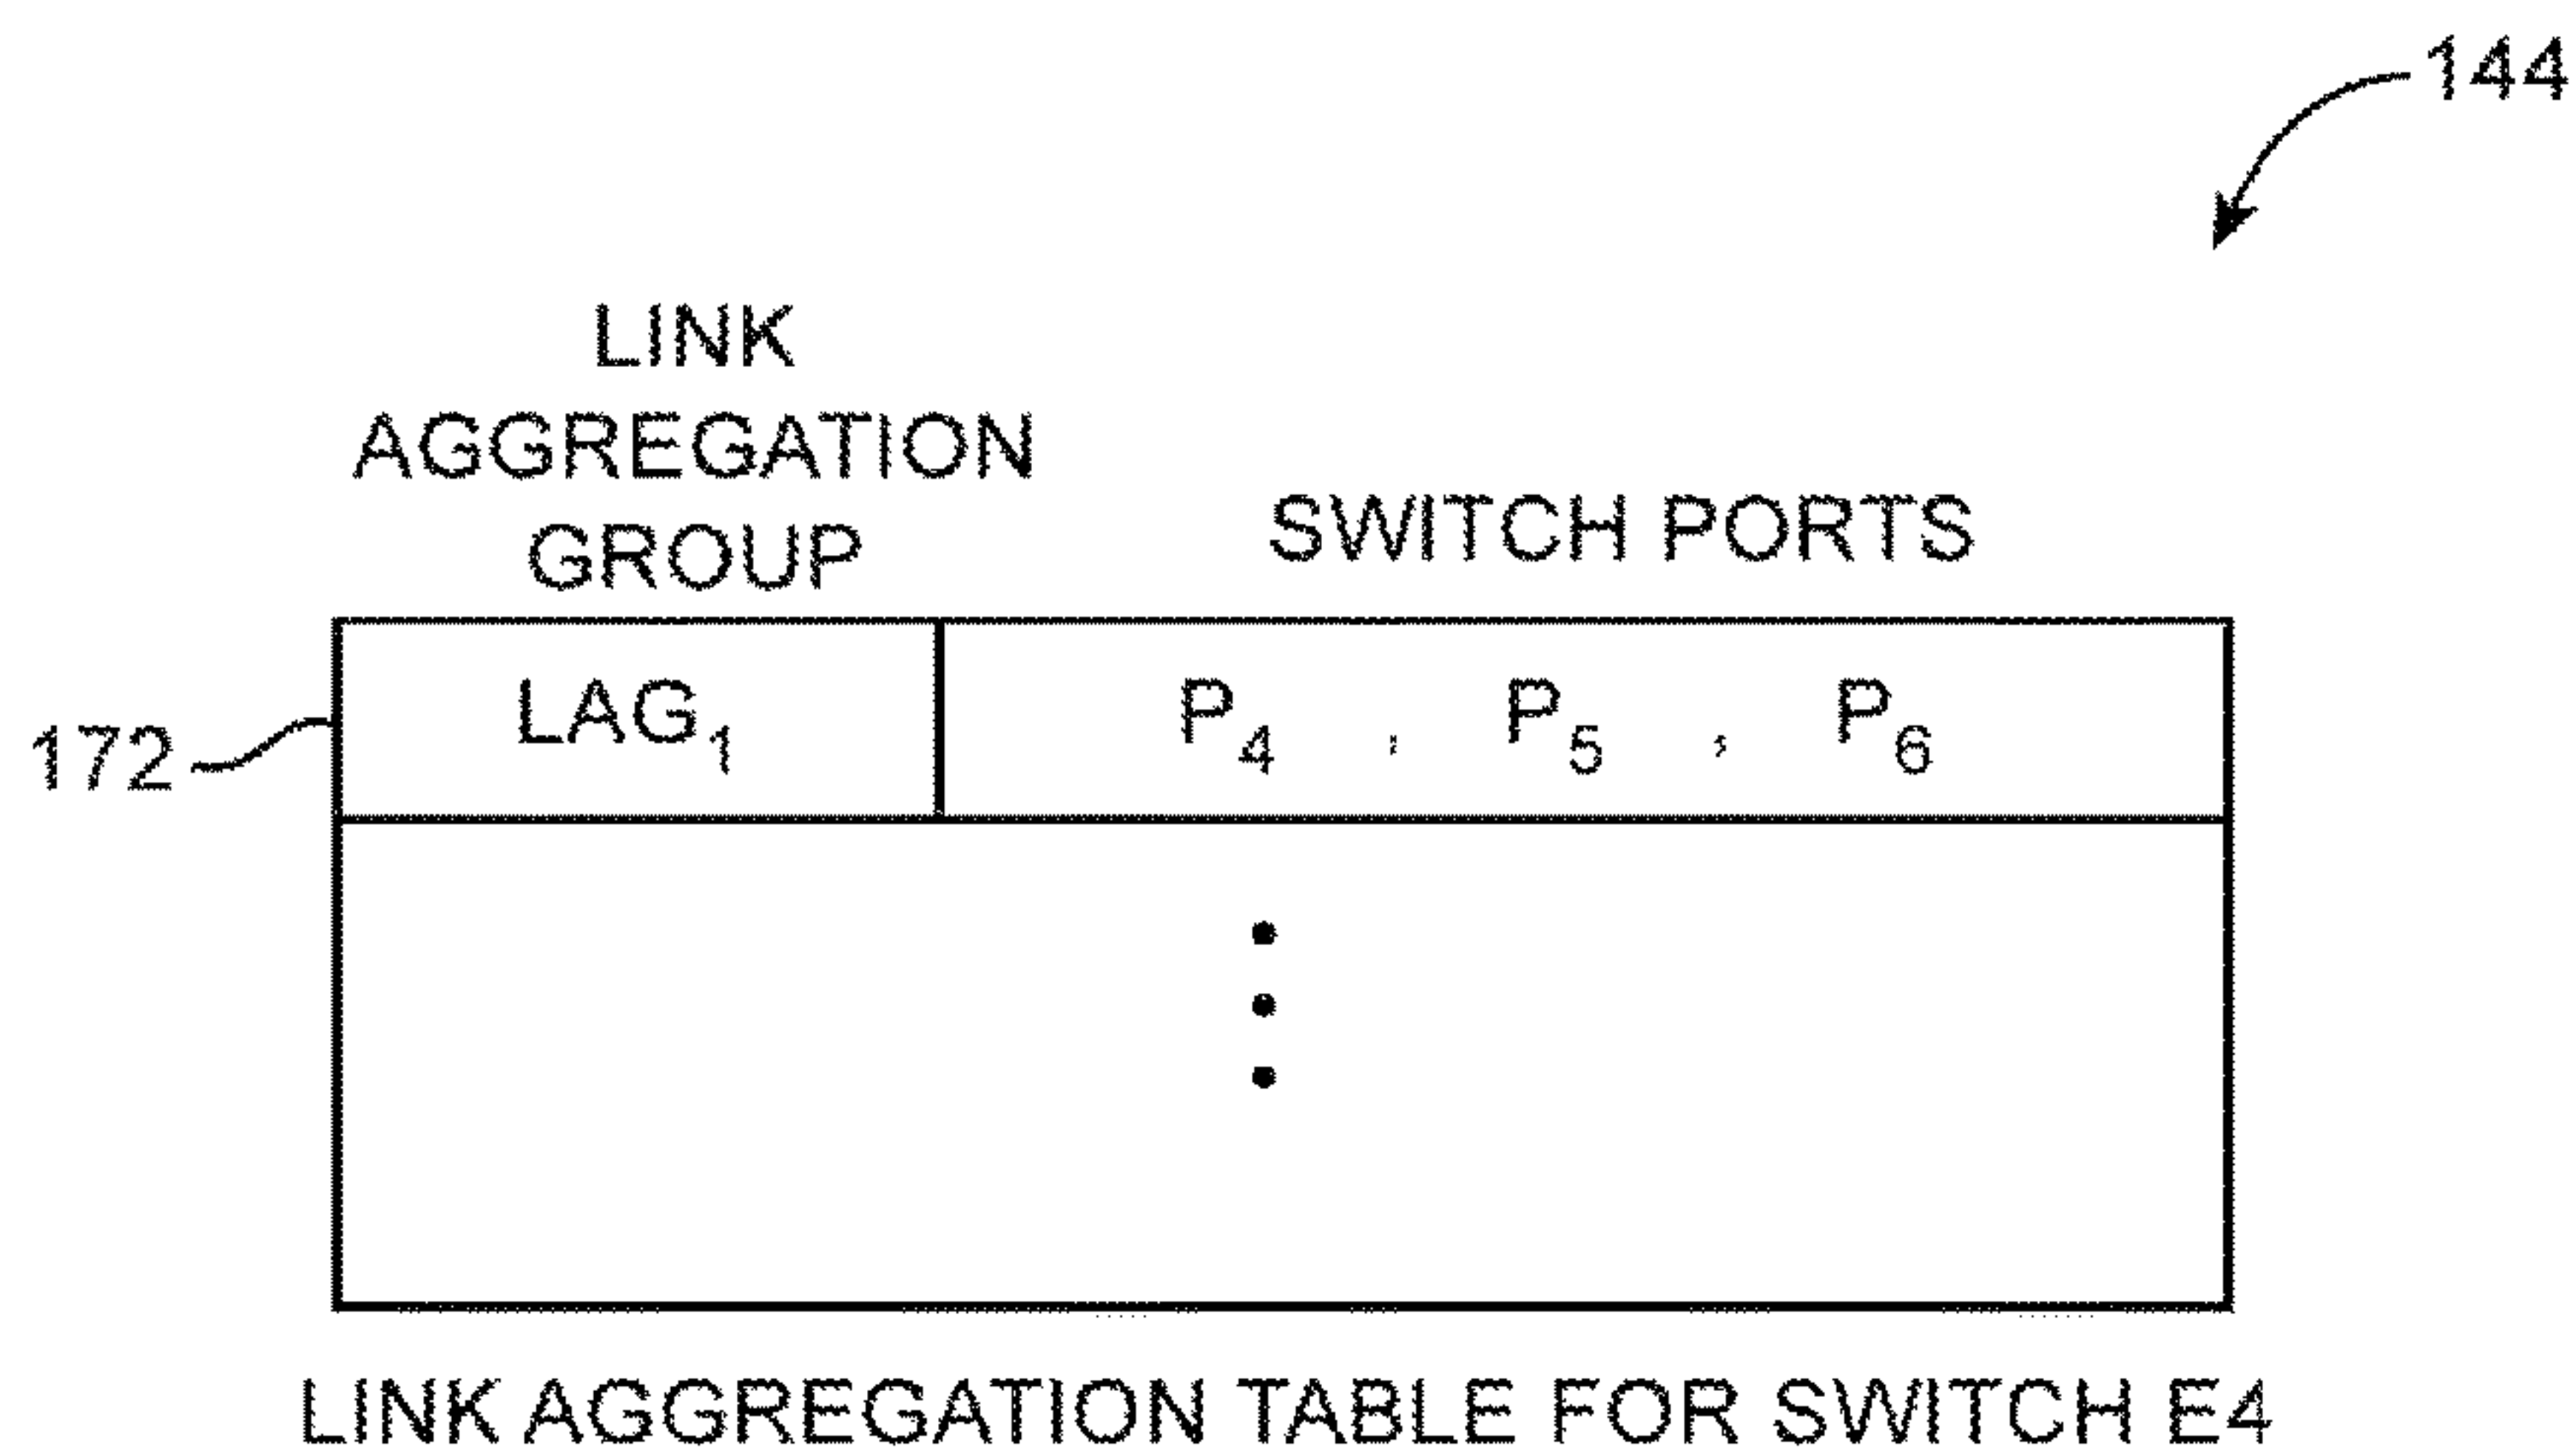 144
LINK
AGGREGATION
GROUP
SWITCH PORTS
172
LAG₁
P₄ , P₅ , P₆
LINK AGGREGATION TABLE FOR SWITCH E4